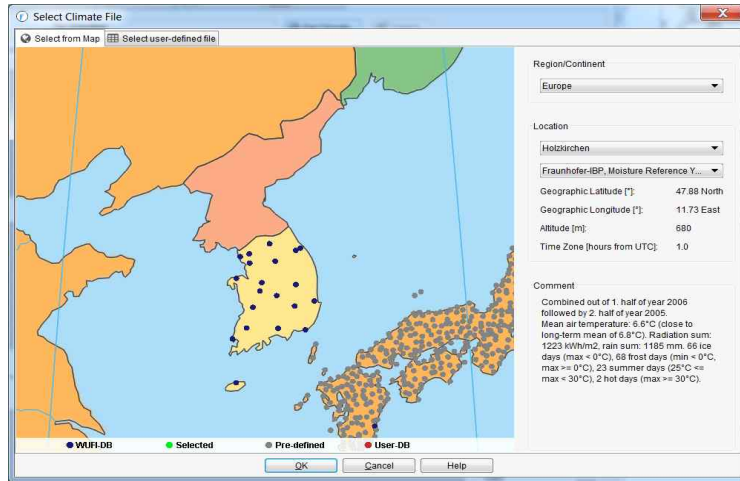 Select Climate File
Select from Map
Select user-defined file
Region/Continent
Europe
Location
Holzkirchen
Fraunhofer-IBP, Moisture Reference Y...
Geographic Latitude [°]: 47.88 North
Geographic Longitude [°]: 11.73 East
Altitude [m]: 680
Time Zone [hours from UTC]: 1.0
Comment
Combined out of 1. half of year 2006
followed by 2. half of year 2005.
Mean air temperature: 6.6°C (close to
long-term mean of 6.8°C). Radiation sum:
1223 kWh/m2, rain sum: 1185 mm. 66 ice
days (max < 0°C), 68 frost days (min < 0°C,
max >= 0°C), 23 summer days (25°C <=
max < 30°C), 2 hot days (max >= 30°C).
WUFI-DB
Selected
Pre-defined
User-DB
OK
Cancel
Help